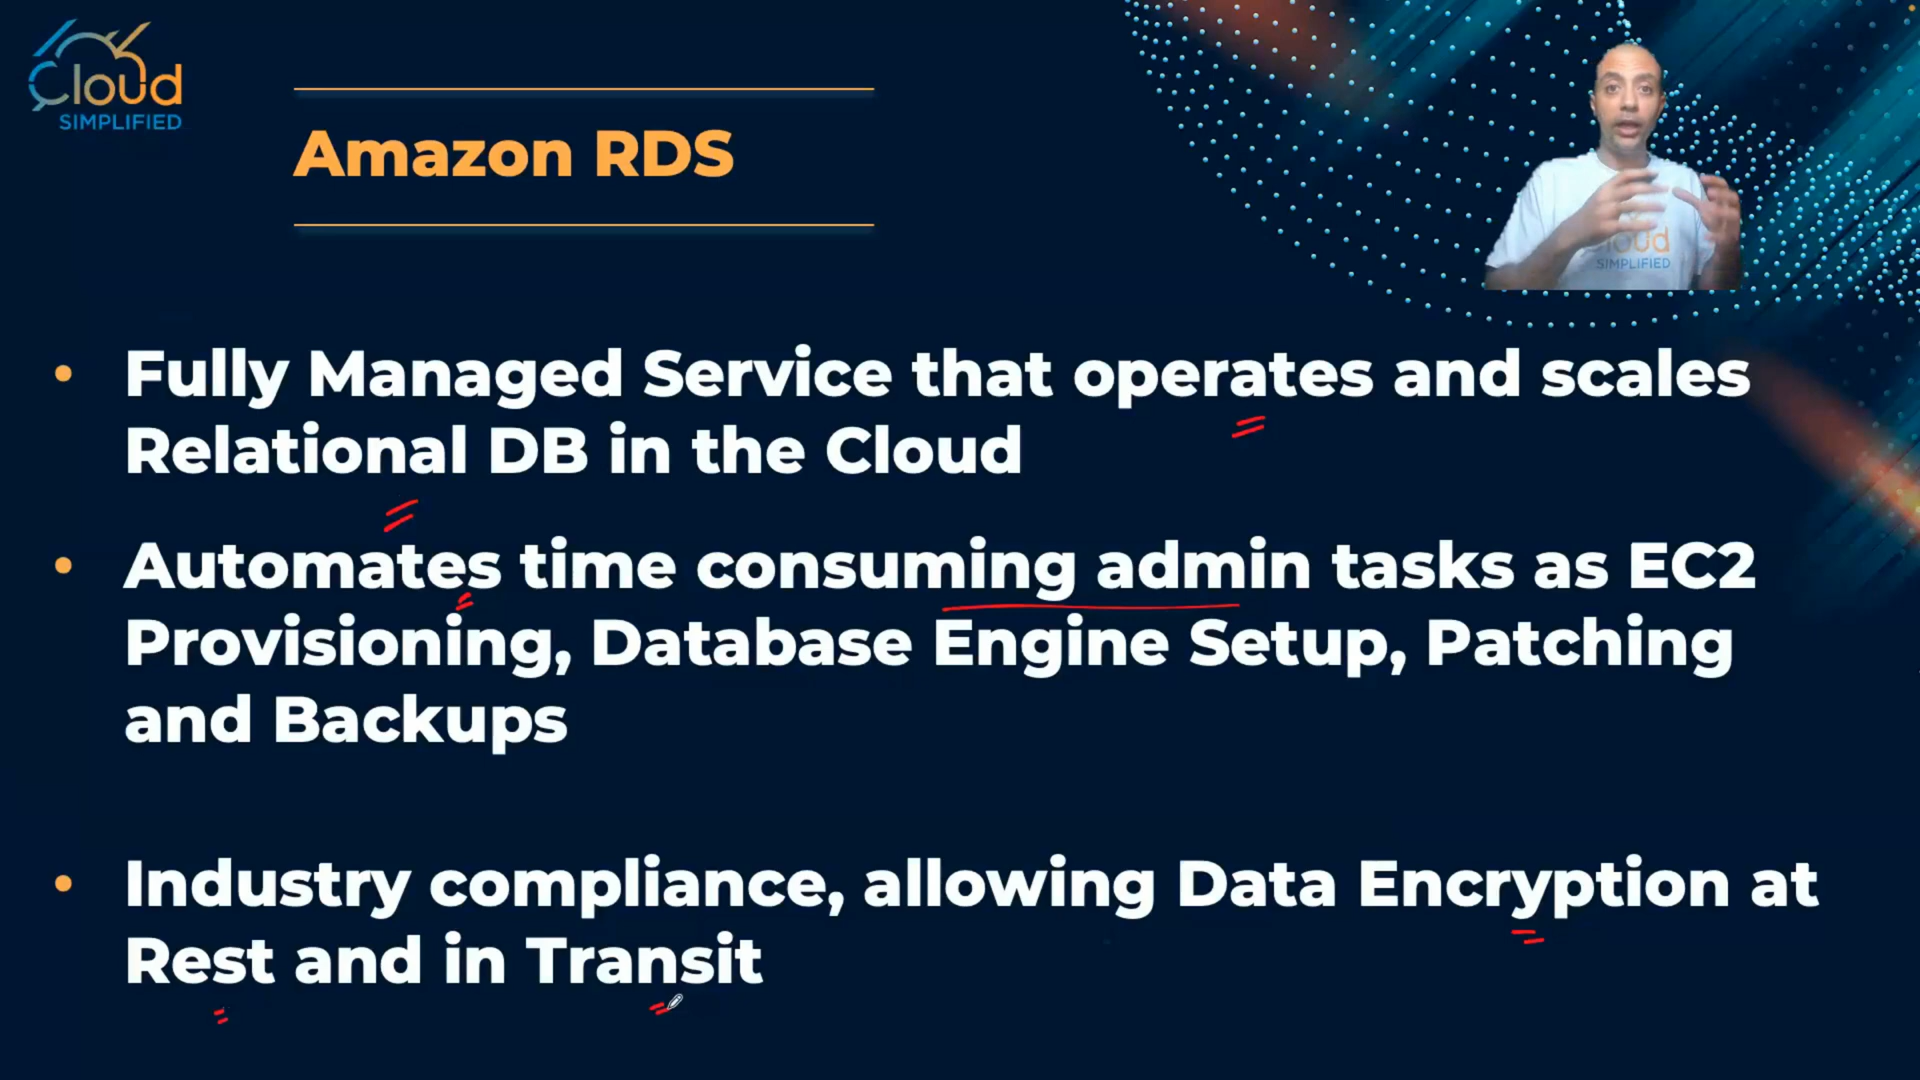 Cloud
SIMPLIFIED
Amazon RDS
Cloud
SIMPLIFIED
• Fully Managed Service that operates and scales
Relational DB in the Cloud
• Automates time consuming admin tasks as EC2
Provisioning, Database Engine Setup, Patching
and Backups
• Industry compliance, allowing Data Encryption at
Rest and in Transit